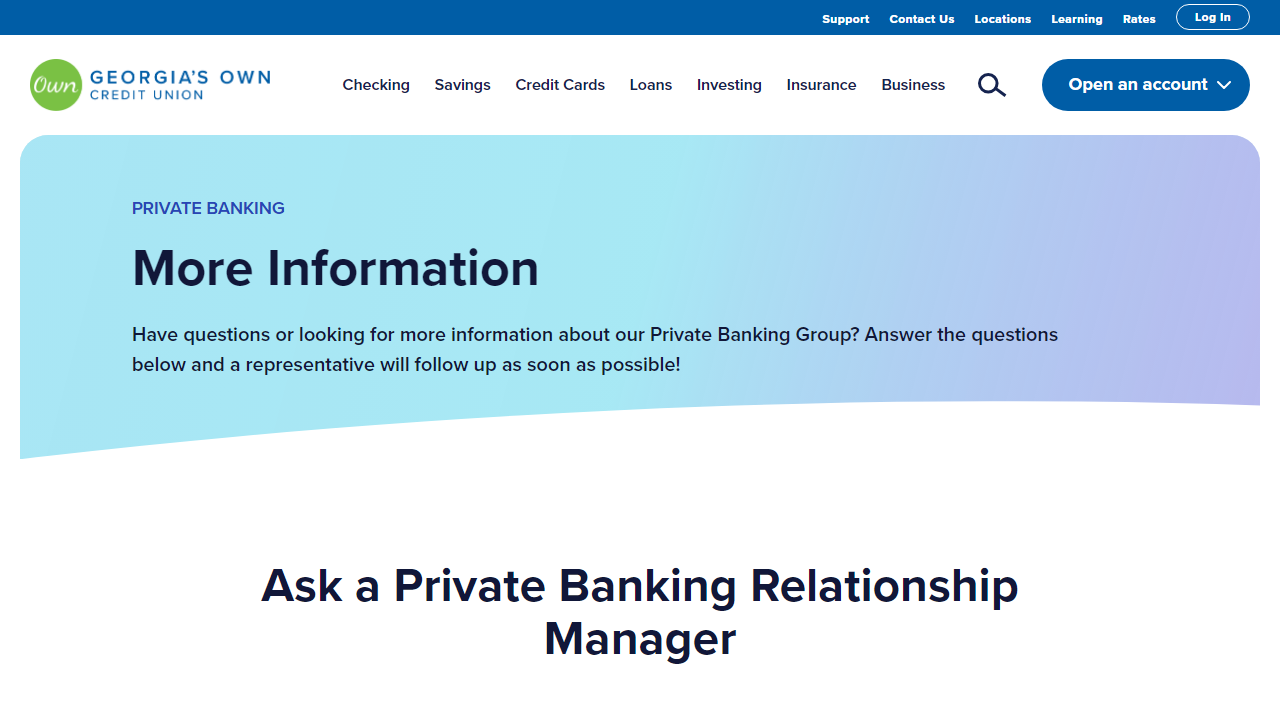 Support Contact Us Locations Learning Rates Log In
Own GEORGIA'S OWN
CREDIT UNION
Checking Savings Credit Cards Loans Investing Insurance Business Open an account
PRIVATE BANKING
More Information
Have questions or looking for more information about our Private Banking Group? Answer the questions
below and a representative will follow up as soon as possible!
Ask a Private Banking Relationship
Manager